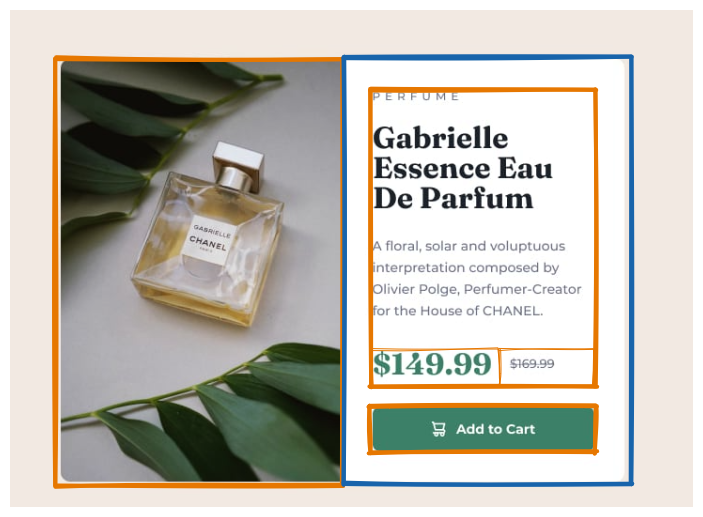 GABRIELLE
CHANEL
PARIS
PERFUME
Gabrielle
Essence Eau
De Parfum
A floral, solar and voluptuous
interpretation composed by
Olivier Polge, Perfumer-Creator
for the House of CHANEL.
$149.99 $169.99
Add to Cart